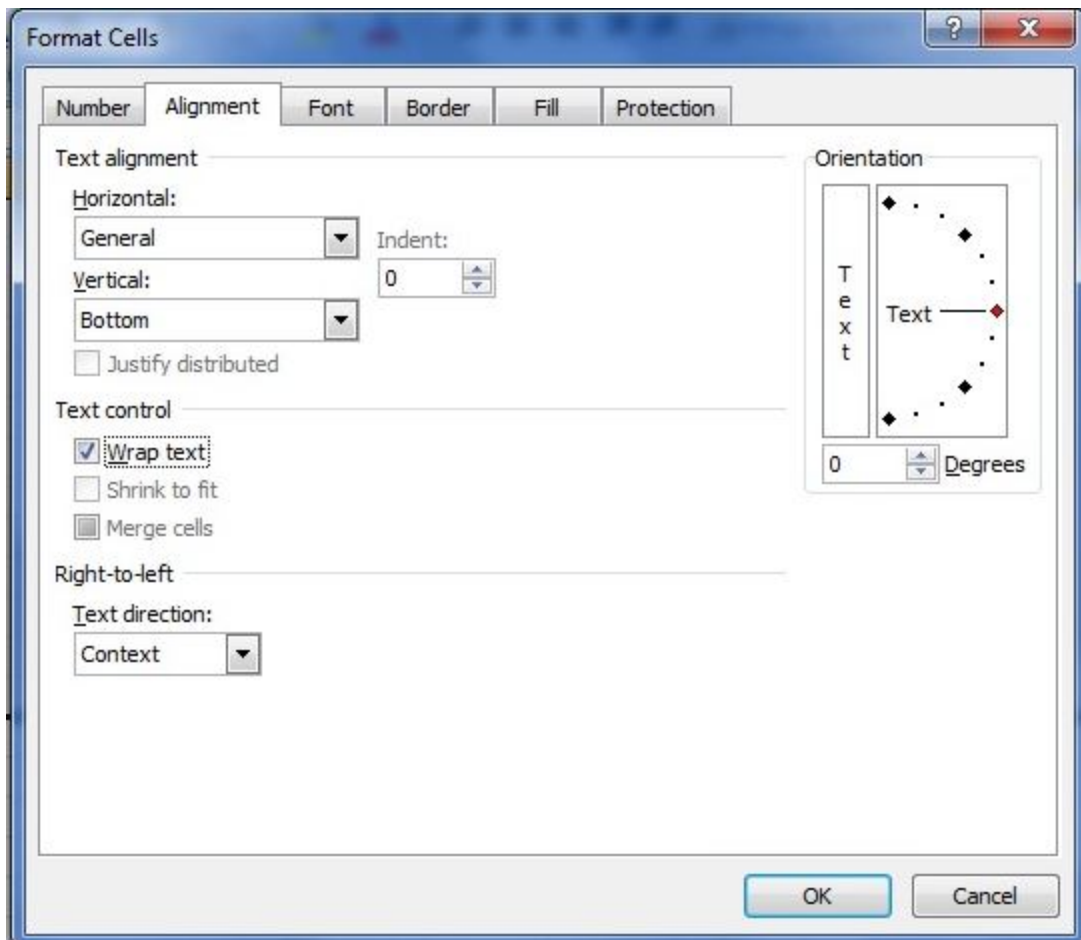 Format Cells
Number Alignment Font Border Fill Protection
Text alignment
Horizontal:
General
Indent:
0
Vertical:
Bottom
Justify distributed
Text control
Wrap text
Shrink to fit
Merge cells
Right-to-left
Text direction:
Context
Orientation
Text
Text
0 Degrees
OK Cancel